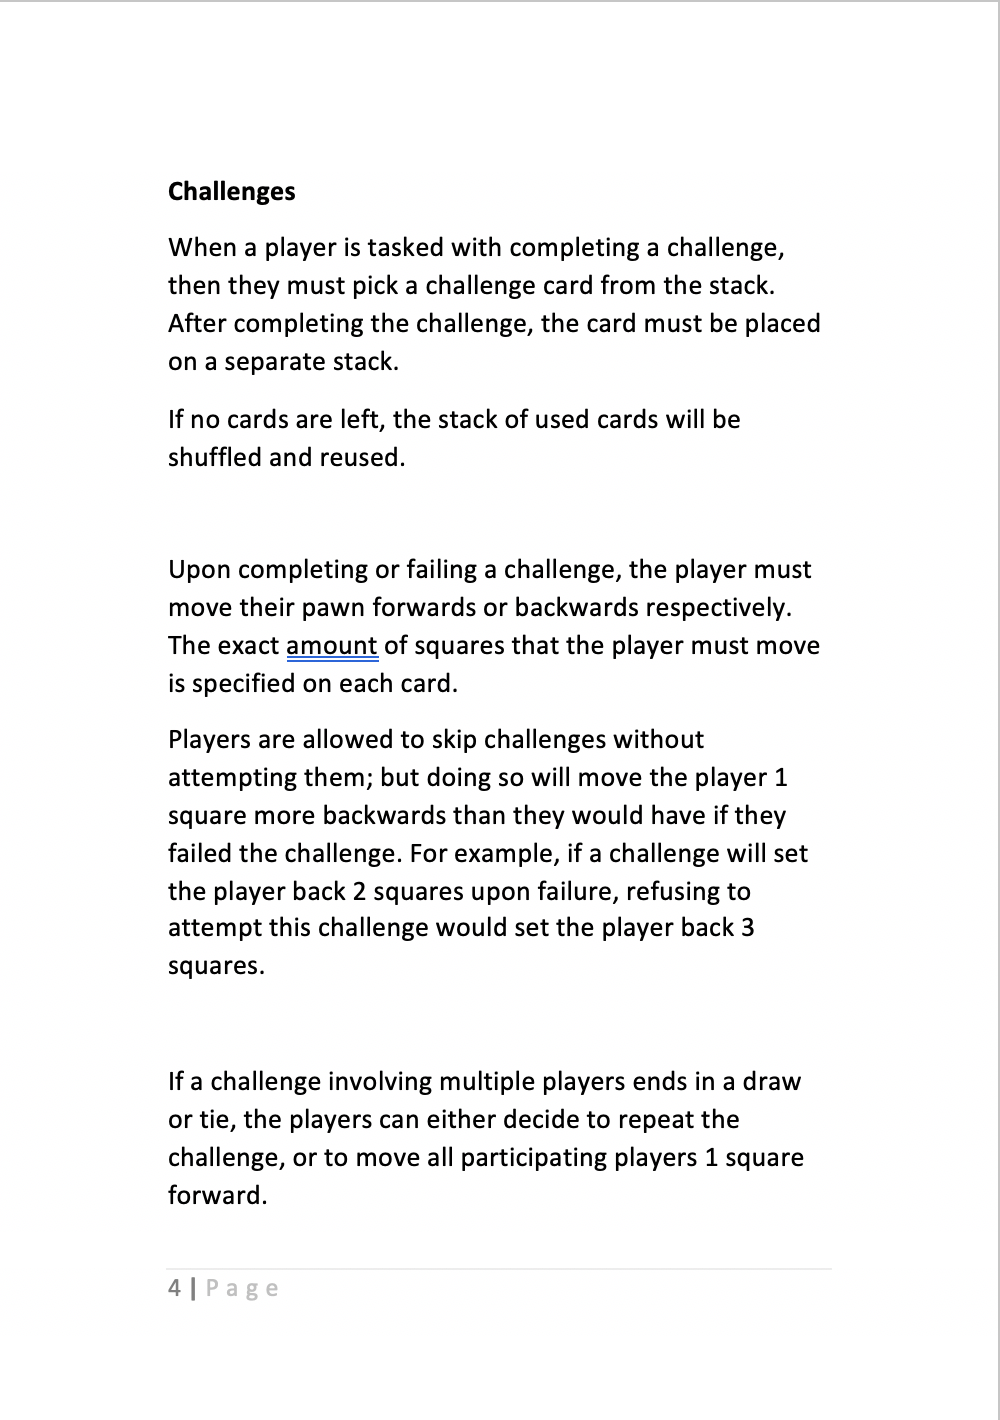 Challenges
When a player is tasked with completing a challenge,
then they must pick a challenge card from the stack.
After completing the challenge, the card must be placed
on a separate stack.
If no cards are left, the stack of used cards will be
shuffled and reused.
Upon completing or failing a challenge, the player must
move their pawn forwards or backwards respectively.
The exact amount of squares that the player must move
is specified on each card.
Players are allowed to skip challenges without
attempting them; but doing so will move the player 1
square more backwards than they would have if they
failed the challenge. For example, if a challenge will set
the player back 2 squares upon failure, refusing to
attempt this challenge would set the player back 3
squares.
If a challenge involving multiple players ends in a draw
or tie, the players can either decide to repeat the
challenge, or to move all participating players 1 square
forward.
4 | Page